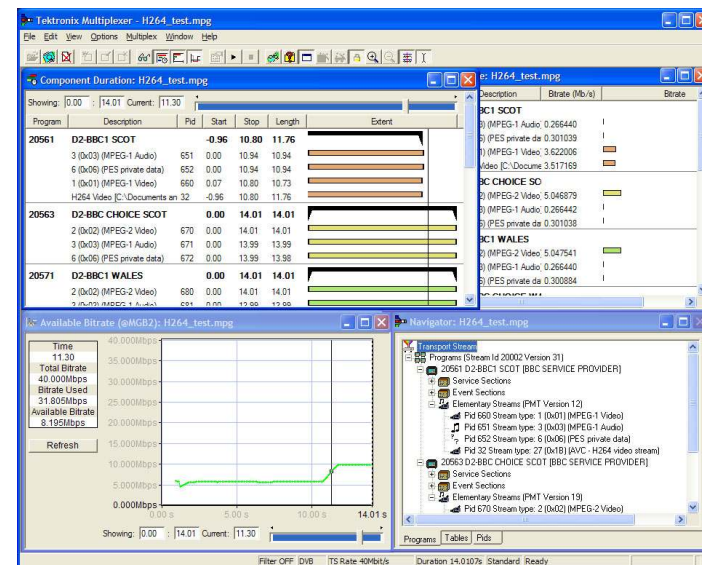 Tektronix Multiplexer - H264_test.mpg
File Edit View Options Multiplex Window Help
Component Duration: H264_test.mpg
Showing: 0.00 : 14.01 Current: 11.30
Program Description Pid Start Stop Length Extent
20561 D2-BBC1 SCOT -0.96 10.80 11.76
3 (0x03) (MPEG-1 Audio) 651 0.00 10.94 10.94
6 (0x06) (PES private data) 652 0.00 10.94 10.94
1 (0x01) (MPEG-1 Video) 660 0.07 10.80 10.73
H264 Video [C:\Documents an 32 -0.96 10.80 11.76
20563 D2-BBC CHOICE SCOT 0.00 14.01 14.01
2 (0x02) (MPEG-2 Video) 670 0.00 14.01 14.01
3 (0x03) (MPEG-1 Audio) 671 0.00 13.99 13.99
6 (0x06) (PES private data) 672 0.00 13.99 13.98
20571 D2-BBC1 WALES 0.00 14.01 14.01
2 (0x02) (MPEG-2 Video) 680 0.00 14.01 14.01
3 (0x03) (MPEG-1 Audio) 681 0.00 13.99 13.99
e: H264_test.mpg
Description Bitrate (Mb/s) Bitrate
BC1 SCOT
3) (MPEG-1 Audio) 0.266440
6) (PES private da 0.301039
1) (MPEG-1 Video) 3.622006
Video [C:\Docume 3.517169
BC CHOICE SC
2) (MPEG-2 Video) 5.046879
3) (MPEG-1 Audio) 0.266442
6) (PES private da 0.301038
BC1 WALES
2) (MPEG-2 Video) 5.047541
3) (MPEG-1 Audio) 0.266440
6) (PES private da 0.300884
Available Bitrate (@MGB2): H264_test.mpg
Time
11.30
Total Bitrate
40.000Mbps
Bitrate Used
31.805Mbps
Available Bitrate
8.195Mbps
Refresh
40.000Mbps
35.000Mbps
30.000Mbps
25.000Mbps
20.000Mbps
15.000Mbps
10.000Mbps
5.000Mbps
0.000Mbps
0.00 s 5.00 s 10.00 s 14.01 s
Showing: 0.00 : 14.01 Current: 11.30
Navigator: H264_test.mpg
Transport Stream
Programs (Stream Id 20002 Version 31)
20561 D2-BBC1 SCOT [BBC SERVICE PROVIDER]
Service Sections
Event Sections
Elementary Streams (PMT Version 12)
Pid 660 Stream type: 1 (0x01) (MPEG-1 Video)
Pid 651 Stream type: 3 (0x03) (MPEG-1 Audio)
Pid 652 Stream type: 6 (0x06) (PES private data)
Pid 32 Stream type: 27 (0x1B) (AVC - H264 video stream)
20563 D2-BBC CHOICE SCOT [BBC SERVICE PROVIDER]
Service Sections
Event Sections
Elementary Streams (PMT Version 19)
Pid 670 Stream type: 2 (0x02) (MPEG-2 Video)
Programs Tables Pids
Filter OFF DVB TS Rate 40Mbit/s Duration 14.0107s Standard Ready